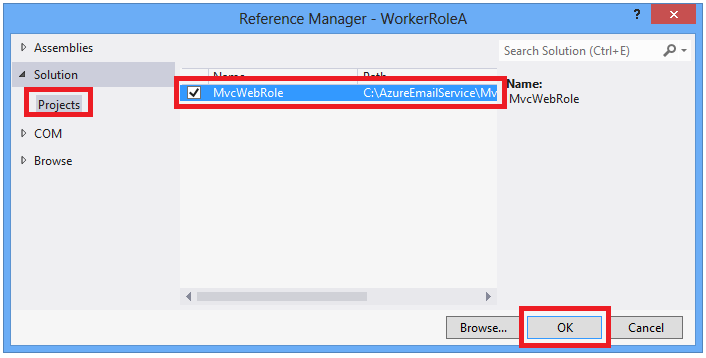 Reference Manager - WorkerRoleA
?
Assemblies
Solution
Projects
COM
Browse
Name Path
MvcWebRole C:\AzureEmailService\Mv
Search Solution (Ctrl+E)
Name:
MvcWebRole
Browse... OK Cancel